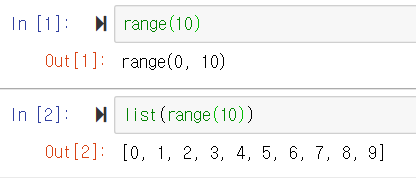 In [1]: range(10)
Out[1]: range(0, 10)
In [2]: list(range(10))
Out[2]: [0, 1, 2, 3, 4, 5, 6, 7, 8, 9]